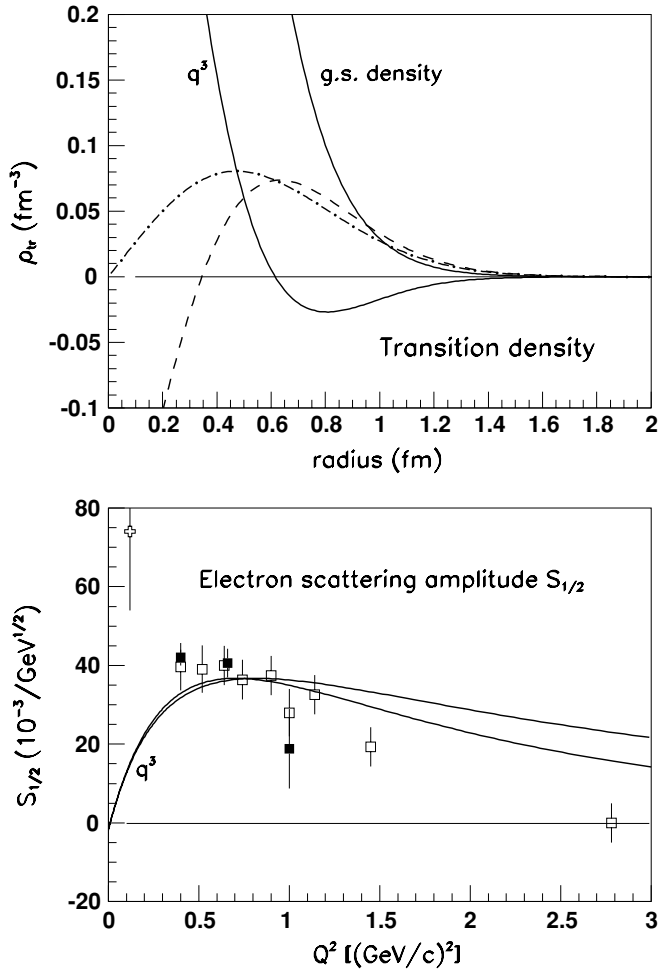 0.2
0.15
0.1
0.05
0
-0.05
-0.1
ρtr (fm⁻³)
q³
g.s. density
Transition density
0 0.2 0.4 0.6 0.8 1 1.2 1.4 1.6 1.8 2
radius (fm)
80
60
40
20
0
-20
S1/2 (10⁻³/GeV¹/²)
Electron scattering amplitude S1/2
q³
0 0.5 1 1.5 2 2.5 3
Q² [(GeV/c)²]